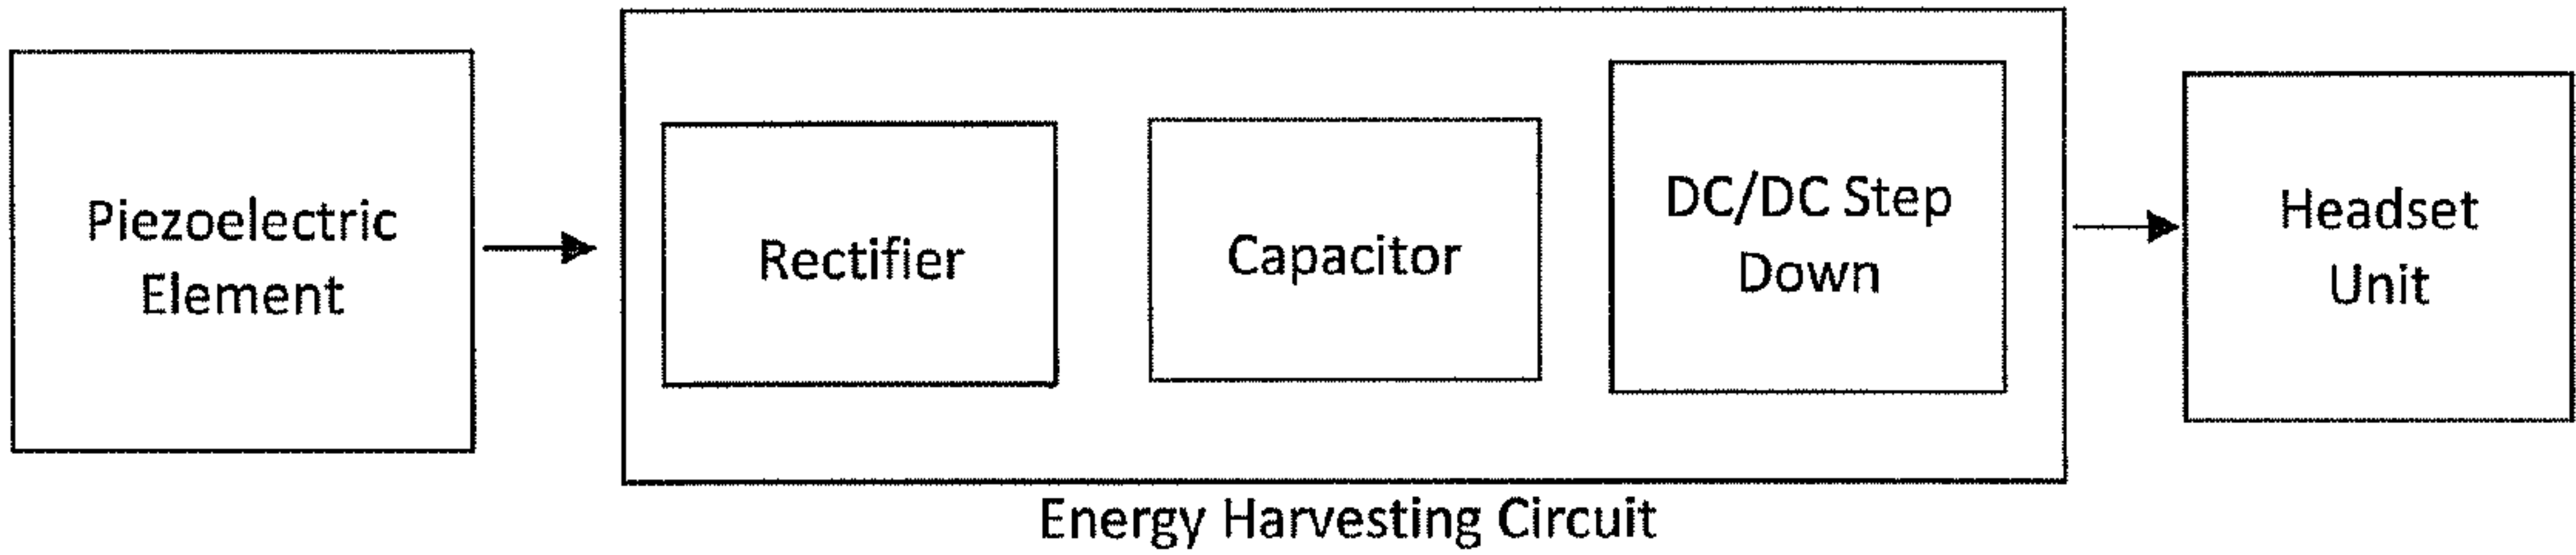 Piezoelectric
Element
Rectifier
Capacitor
DC/DC Step
Down
Headset
Unit
Energy Harvesting Circuit